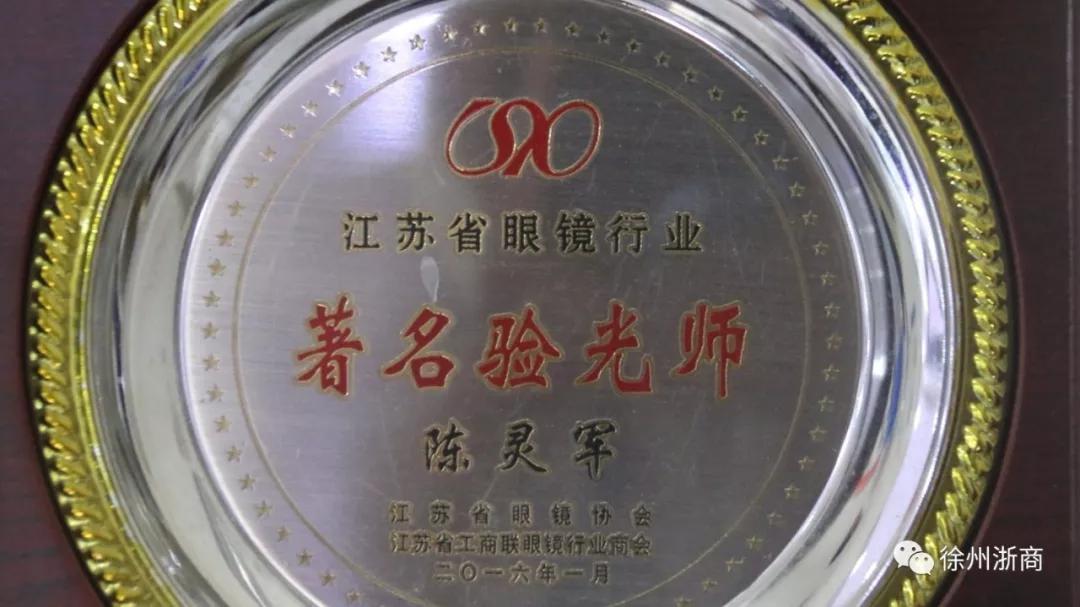 江苏省眼镜行业
著名验光师
陈灵军
江苏省眼镜协会
江苏省工商联眼镜行业商会
二〇一六年一月
徐州浙商